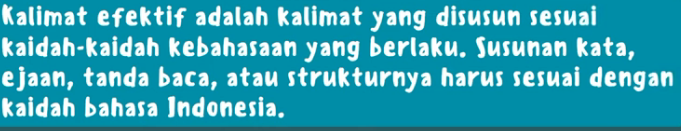 Kalimat efektif adalah kalimat yang disusun sesuai
kaidah-kaidah kebahasaan yang berlaku. Susunan kata,
ejaan, tanda baca, atau strukturnya harus sesuai dengan
kaidah bahasa Indonesia.